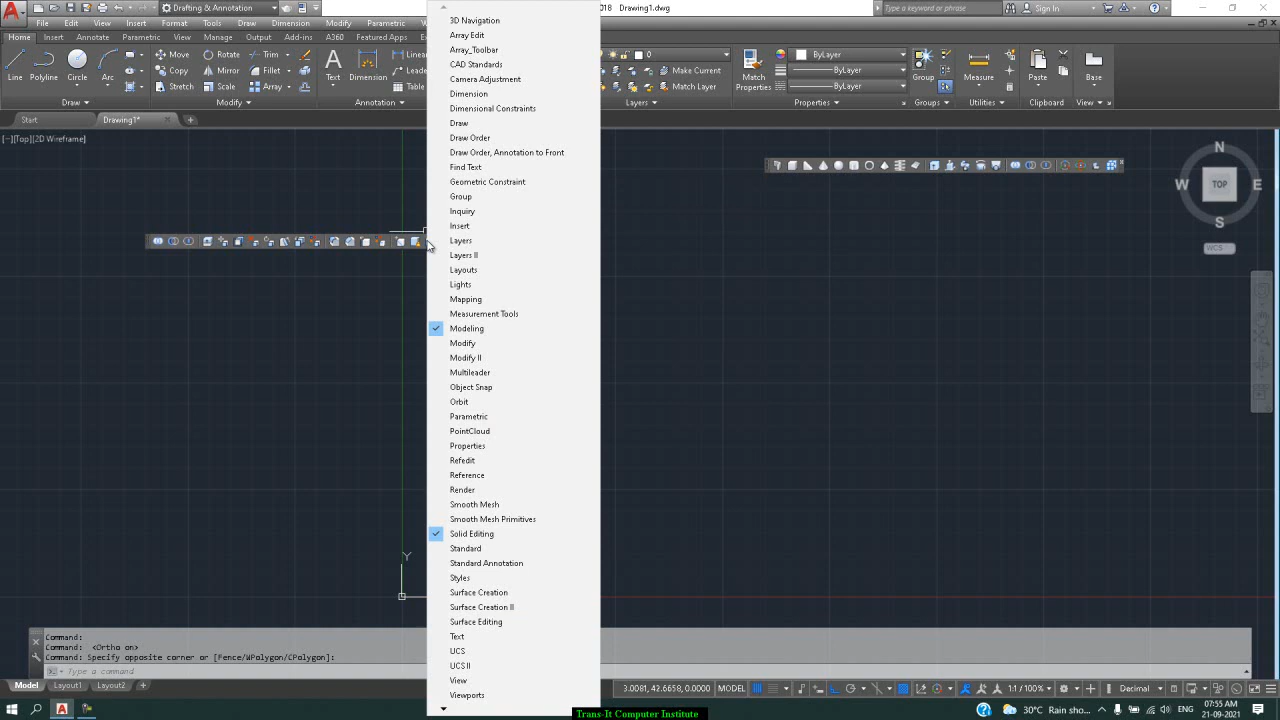 Drafting & Annotation
018 Drawing1.dwg
Type a keyword or phrase
Sign In
File
Edit
View
Insert
Format
Tools
Draw
Dimension
Home
Insert
Annotate
Parametric
View
Manage
Output
Add-ins
A360
Featured Apps
Move
Rotate
Trim
Copy
Mirror
Fillet
Stretch
Scale
Array
Text
Dimension
Linear
Leader
Table
0
Make Current
Match Layer
Match
Properties
ByLayer
ByLayer
ByLayer
Group
Measure
Paste
Base
Draw
Modify
Annotation
Layers
Properties
Groups
Utilities
Clipboard
View
Start
Drawing1*
[−][Top][2D Wireframe]
3D Navigation
Array Edit
Array_Toolbar
CAD Standards
Camera Adjustment
Dimension
Dimensional Constraints
Draw
Draw Order
Draw Order, Annotation to Front
Find Text
Geometric Constraint
Group
Inquiry
Insert
Layers
Layers II
Layouts
Lights
Mapping
Measurement Tools
Modeling
Modify
Modify II
Multileader
Object Snap
Orbit
Parametric
PointCloud
Properties
Refedit
Reference
Render
Smooth Mesh
Smooth Mesh Primitives
Solid Editing
Standard
Standard Annotation
Styles
Surface Creation
Surface Creation II
Surface Editing
Text
UCS
UCS II
View
Viewports
N
TOP
E
S
WCS
Y
Command:
Command: <Ortho on>
Command: Specify opposite corner or [Fence/WPolygon/CPolygon]:
Type a command
Model
Layout1
Layout2
3.0081, 42.6658, 0.0000
MODEL
1:1 / 100%
Decimal
30°C Rain sho...
ENG
07:55 AM
21-09-2021
Trans-It Computer Institute